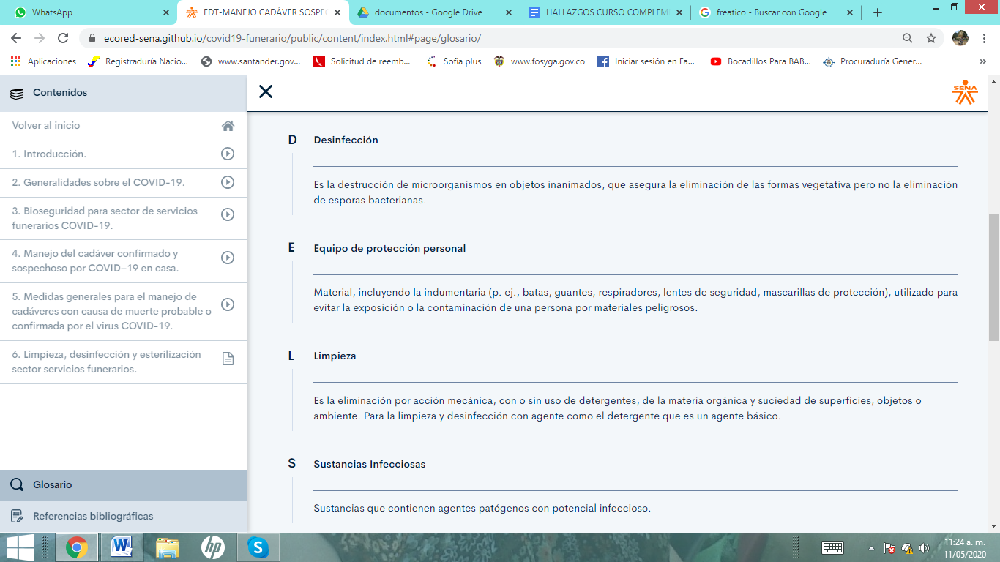 WhatsApp
EDT-MANEJO CADÁVER SOSPEC
documentos - Google Drive
HALLAZGOS CURSO COMPLEM
freatico - Buscar con Google
ecored-sena.github.io/covid19-funerario/public/content/index.html#page/glosario/
Aplicaciones
Registraduría Nacio...
www.santander.gov...
Solicitud de reemb...
Sofia plus
www.fosyga.gov.co
Iniciar sesión en Fa...
Bocadillos Para BAB...
Procuraduría Gener...
»
Contenidos
Volver al inicio
1. Introducción.
2. Generalidades sobre el COVID-19.
3. Bioseguridad para sector de servicios
funerarios COVID-19.
4. Manejo del cadáver confirmado y
sospechoso por COVID–19 en casa.
5. Medidas generales para el manejo de
cadáveres con causa de muerte probable o
confirmada por el virus COVID-19.
6. Limpieza, desinfección y esterilización
sector servicios funerarios.
Glosario
Referencias bibliográficas
SENA
D Desinfección
Es la destrucción de microorganismos en objetos inanimados, que asegura la eliminación de las formas vegetativa pero no la eliminación
de esporas bacterianas.
E Equipo de protección personal
Material, incluyendo la indumentaria (p. ej., batas, guantes, respiradores, lentes de seguridad, mascarillas de protección), utilizado para
evitar la exposición o la contaminación de una persona por materiales peligrosos.
L Limpieza
Es la eliminación por acción mecánica, con o sin uso de detergentes, de la materia orgánica y suciedad de superficies, objetos o
ambiente. Para la limpieza y desinfección con agente como el detergente que es un agente básico.
S Sustancias Infecciosas
Sustancias que contienen agentes patógenos con potencial infeccioso.
11:24 a. m.
11/05/2020